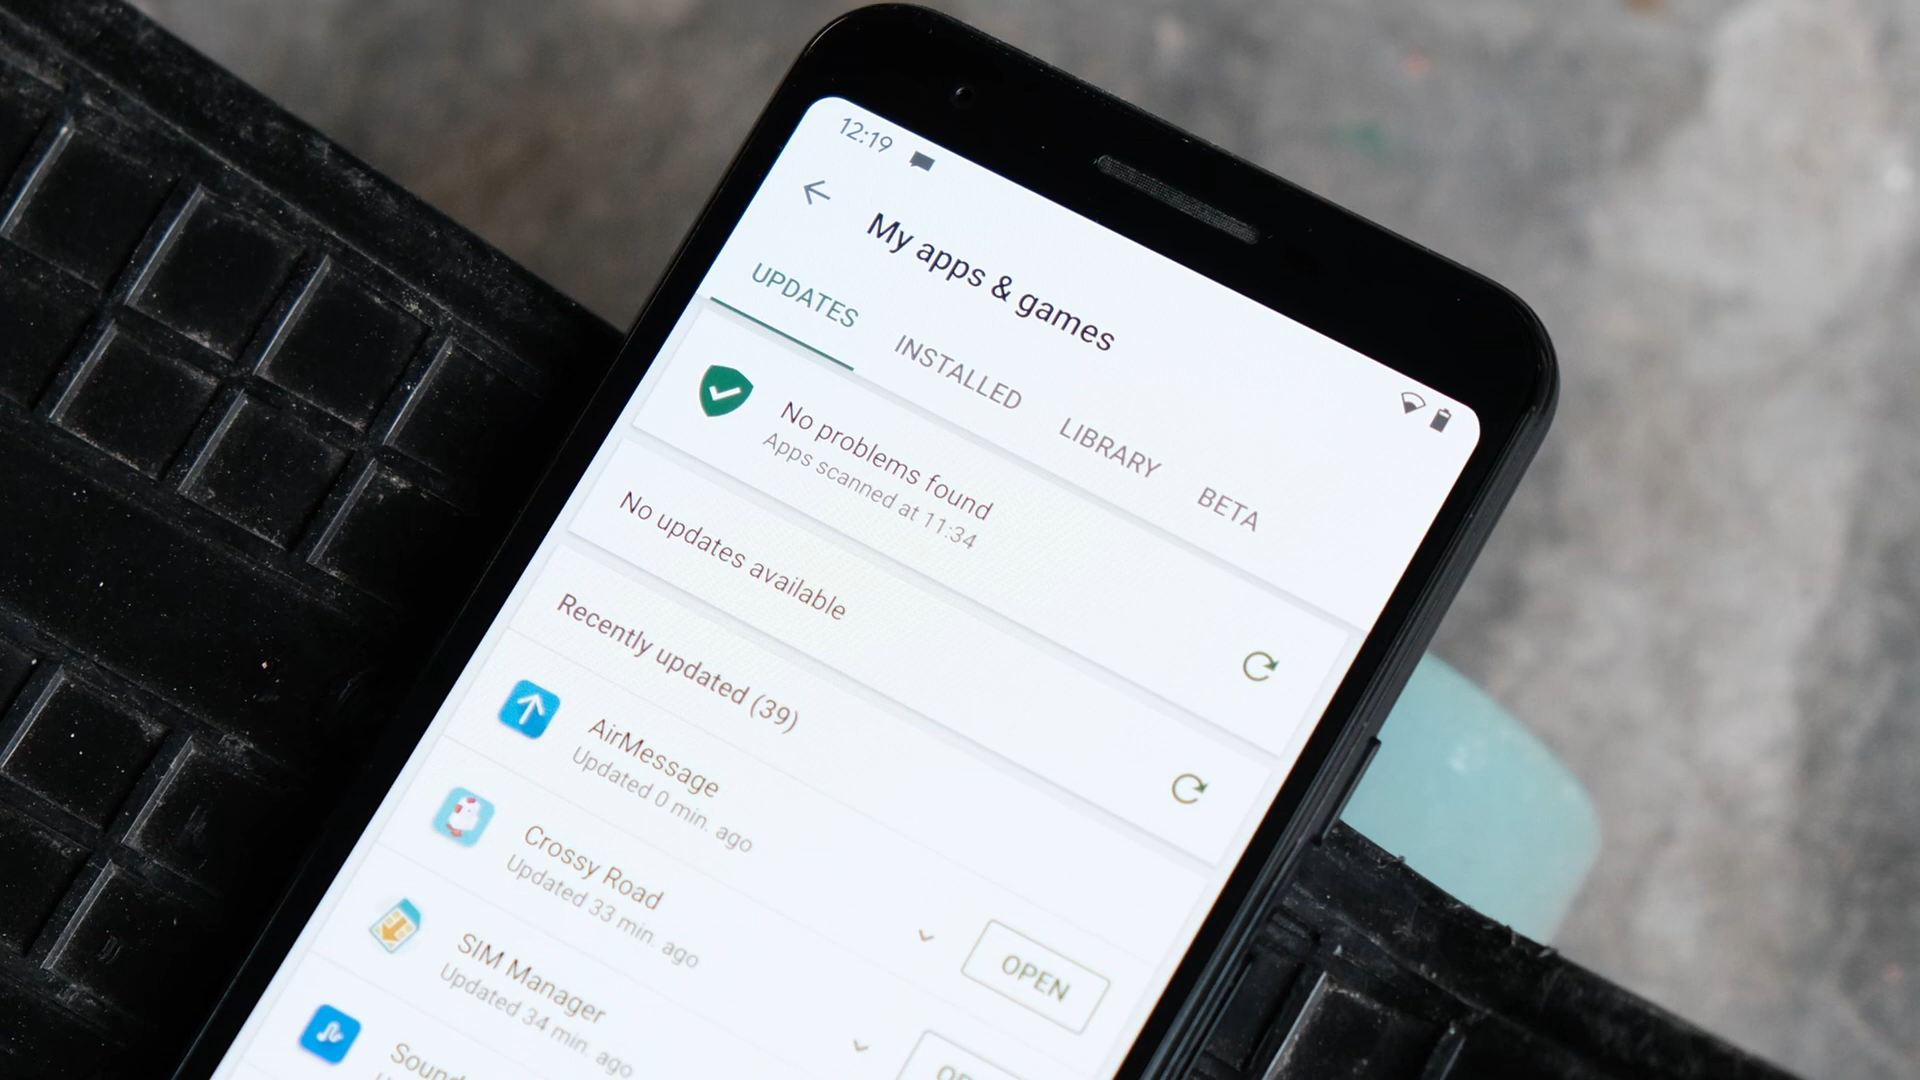 12:19
My apps & games
UPDATES INSTALLED LIBRARY BETA
No problems found
Apps scanned at 11:34
No updates available
Recently updated (39)
AirMessage
Updated 0 min. ago
Crossy Road
Updated 33 min. ago
OPEN
SIM Manager
Updated 34 min. ago